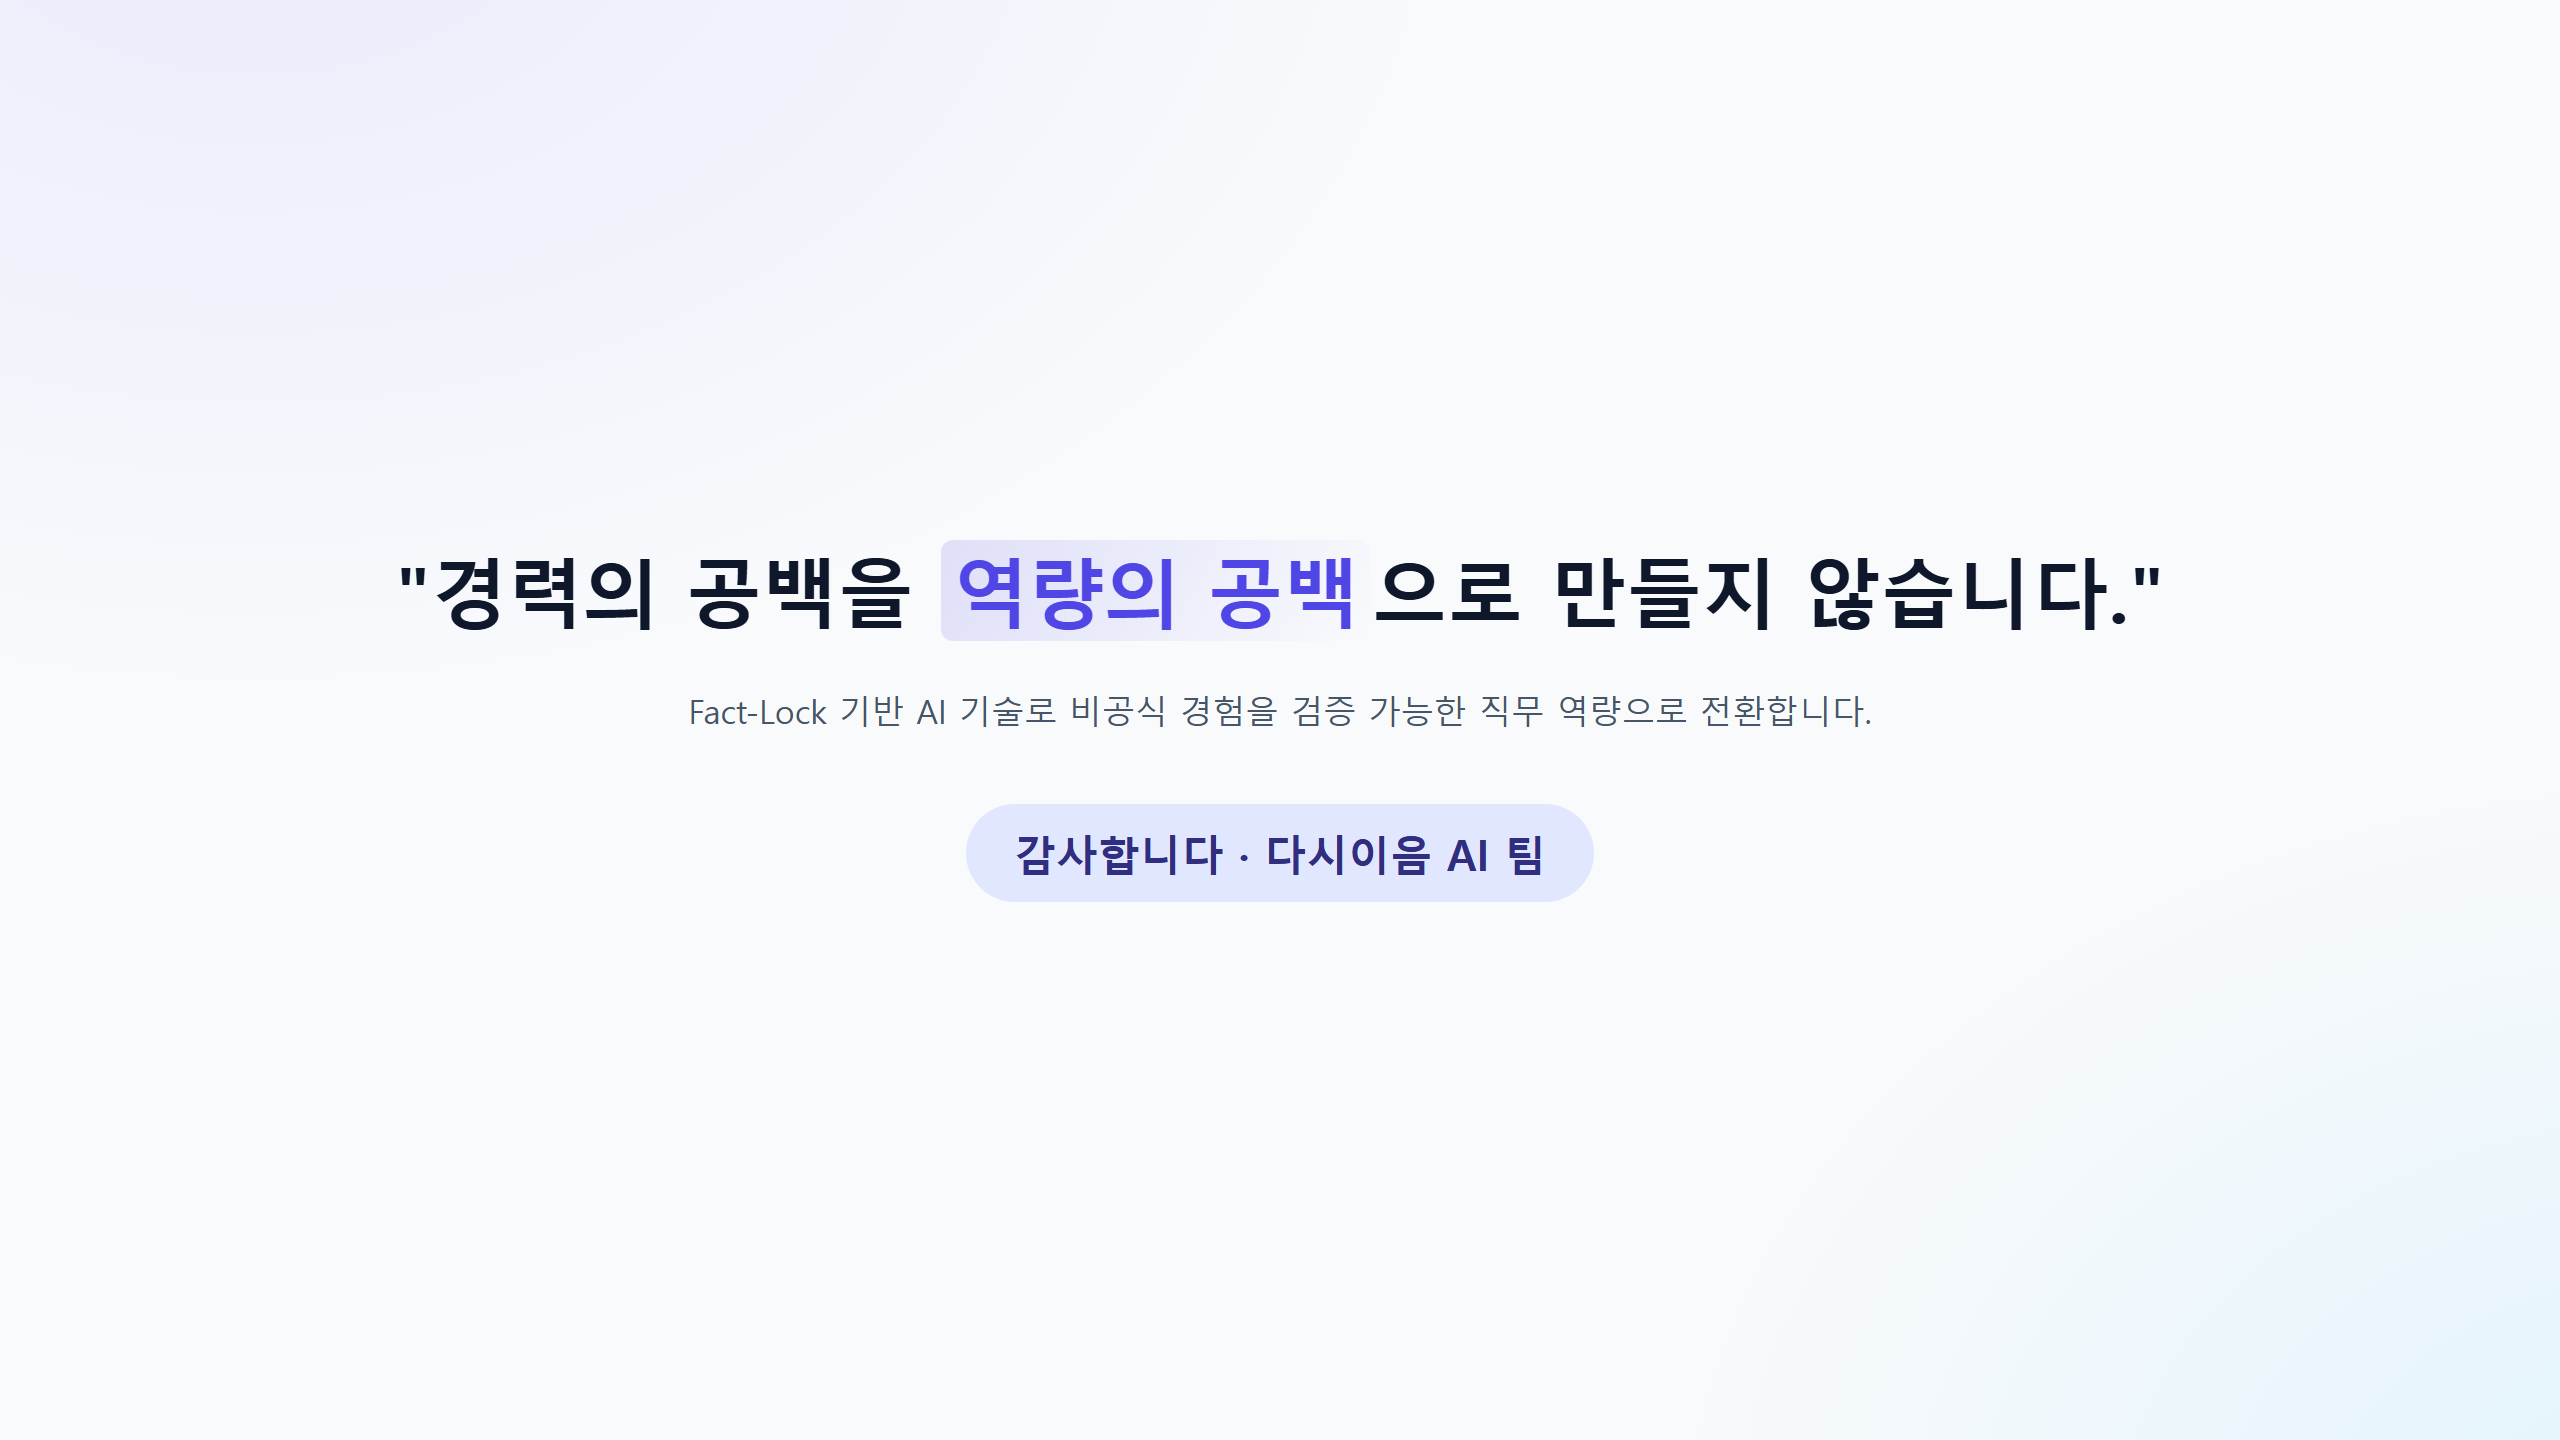 "경력의 공백을 역량의 공백으로 만들지 않습니다."
Fact-Lock 기반 AI 기술로 비공식 경험을 검증 가능한 직무 역량으로 전환합니다.
감사합니다 · 다시이음 AI 팀